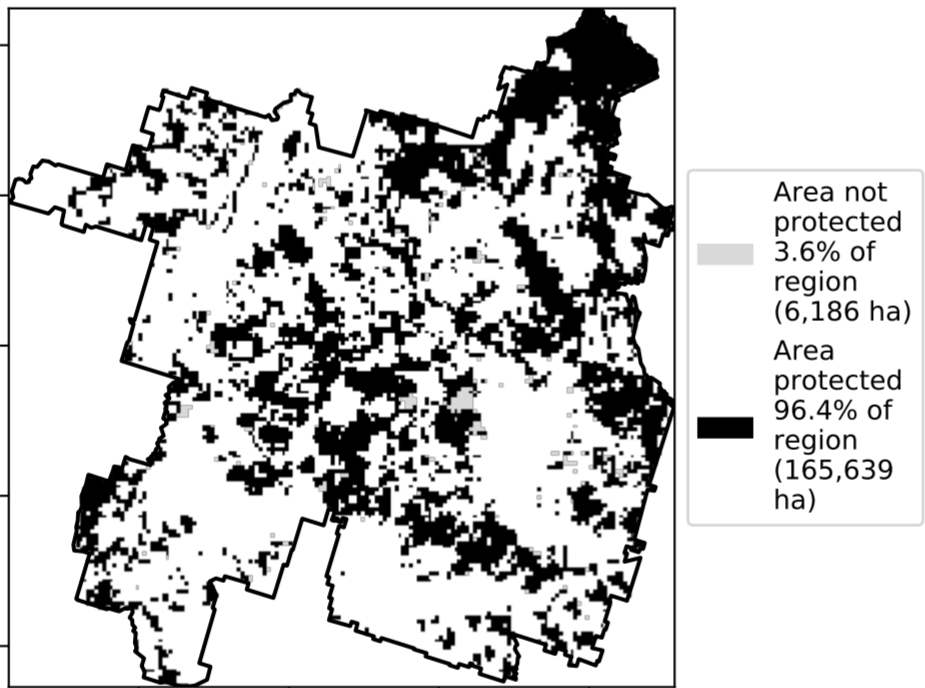 Area not
protected
3.6% of
region
(6,186 ha)
Area
protected
96.4% of
region
(165,639
ha)